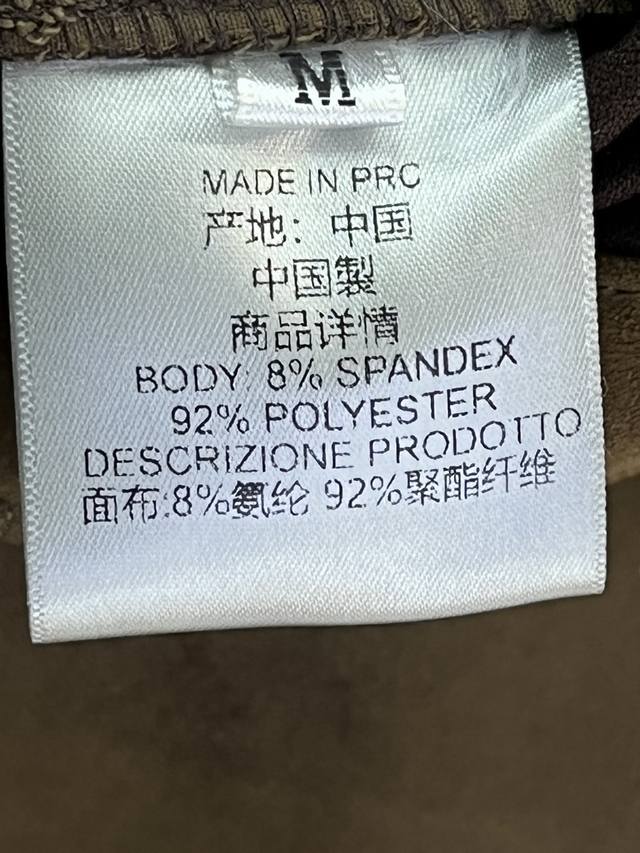 M
MADE IN PRC
产地：中国
中国製
商品详情
BODY: 8% SPANDEX
92% POLYESTER
DESCRIZIONE PRODOTTO
面布:8%氨纶 92%聚酯纤维